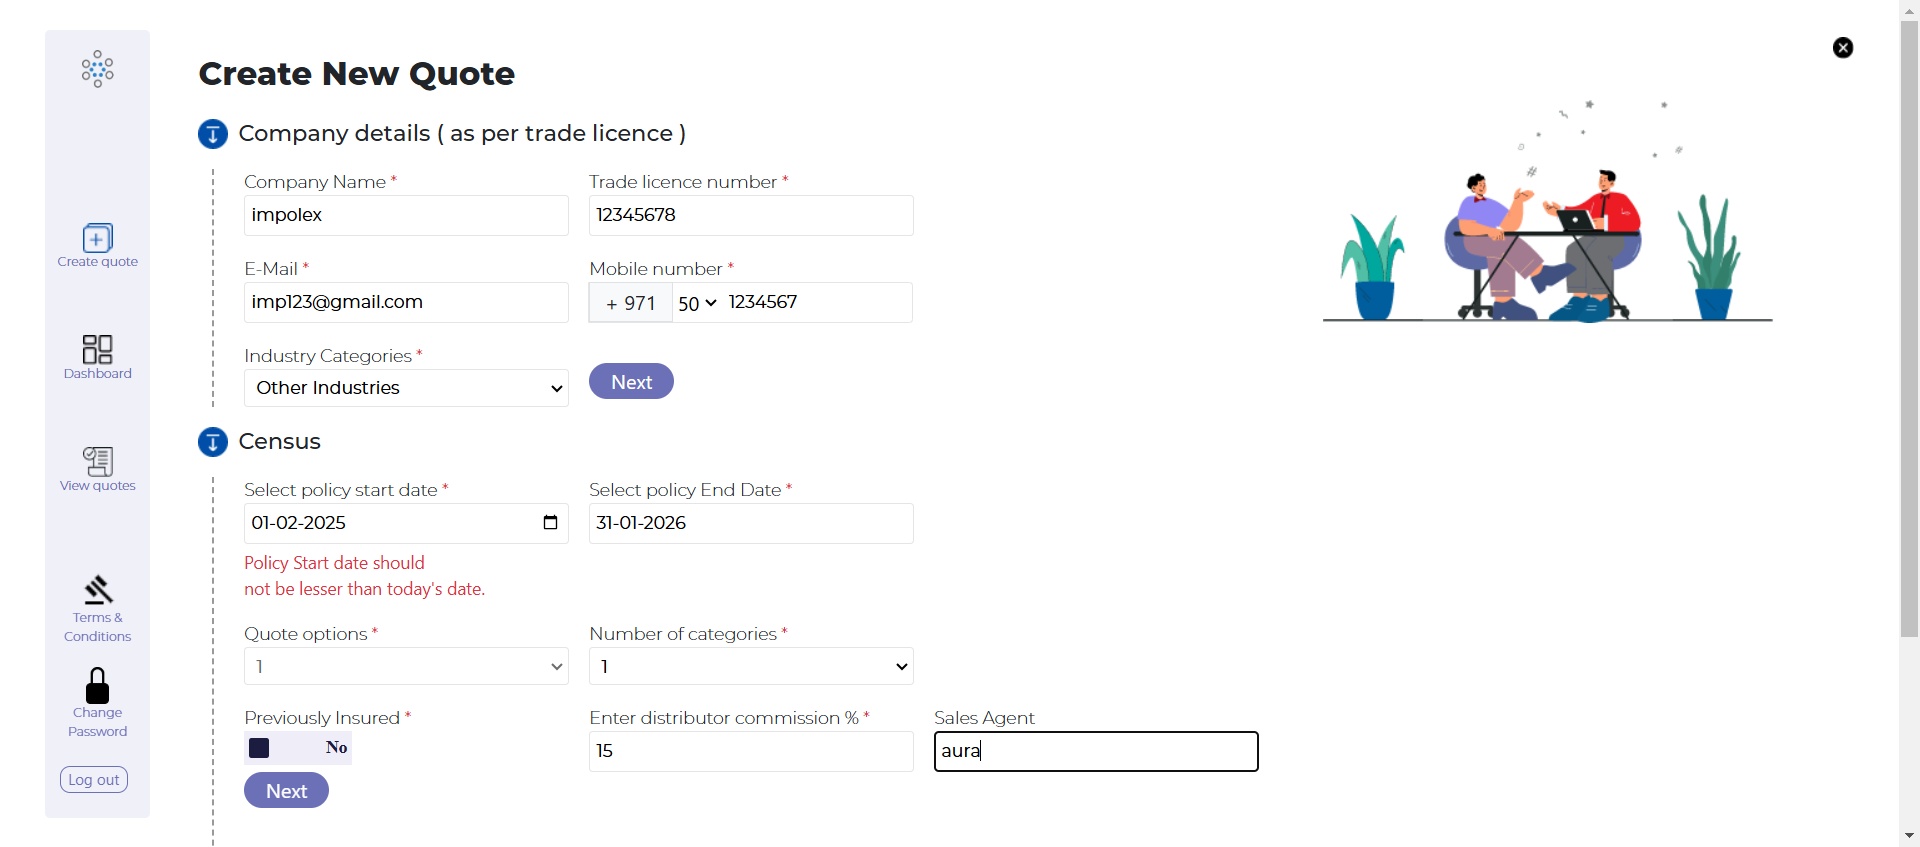 Create New Quote
Company details ( as per trade licence )
Company Name *
Trade licence number *
impolex
12345678
E-Mail *
Mobile number *
imp123@gmail.com
+ 971
50
1234567
Industry Categories *
Other Industries
Next
Census
Select policy start date *
Select policy End Date *
01-02-2025
31-01-2026
Policy Start date should
not be lesser than today's date.
Quote options *
Number of categories *
1
1
Previously Insured *
Enter distributor commission % *
Sales Agent
No
15
aura
Next
Create quote
Dashboard
View quotes
Terms &
Conditions
Change
Password
Log out